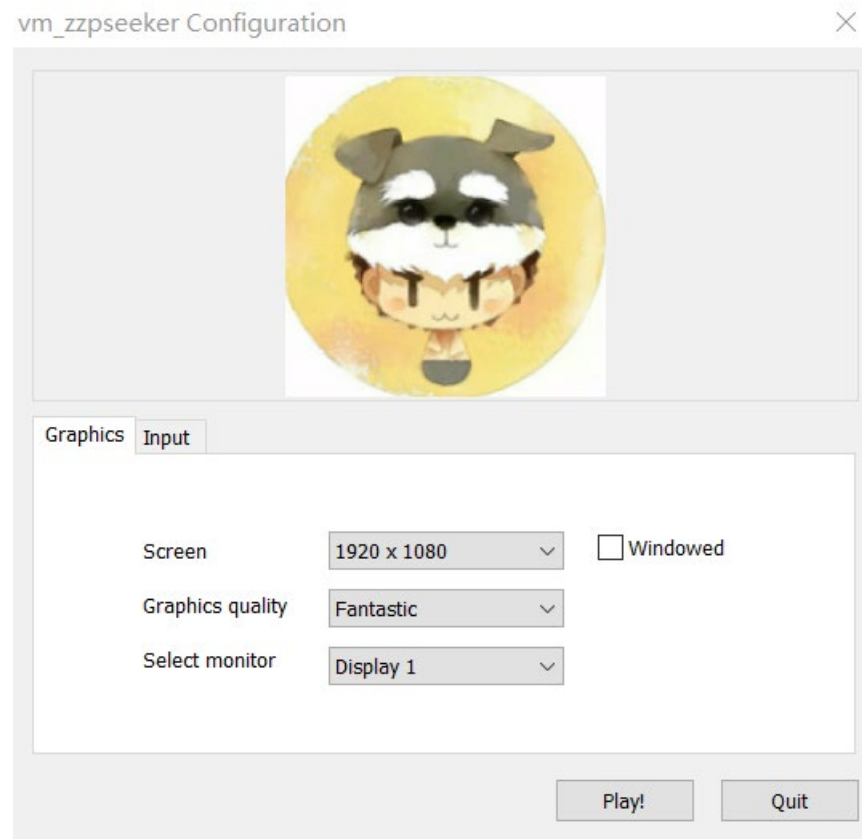 vm_zzpseeker Configuration
Graphics Input
Screen 1920 x 1080 Windowed
Graphics quality Fantastic
Select monitor Display 1
Play! Quit